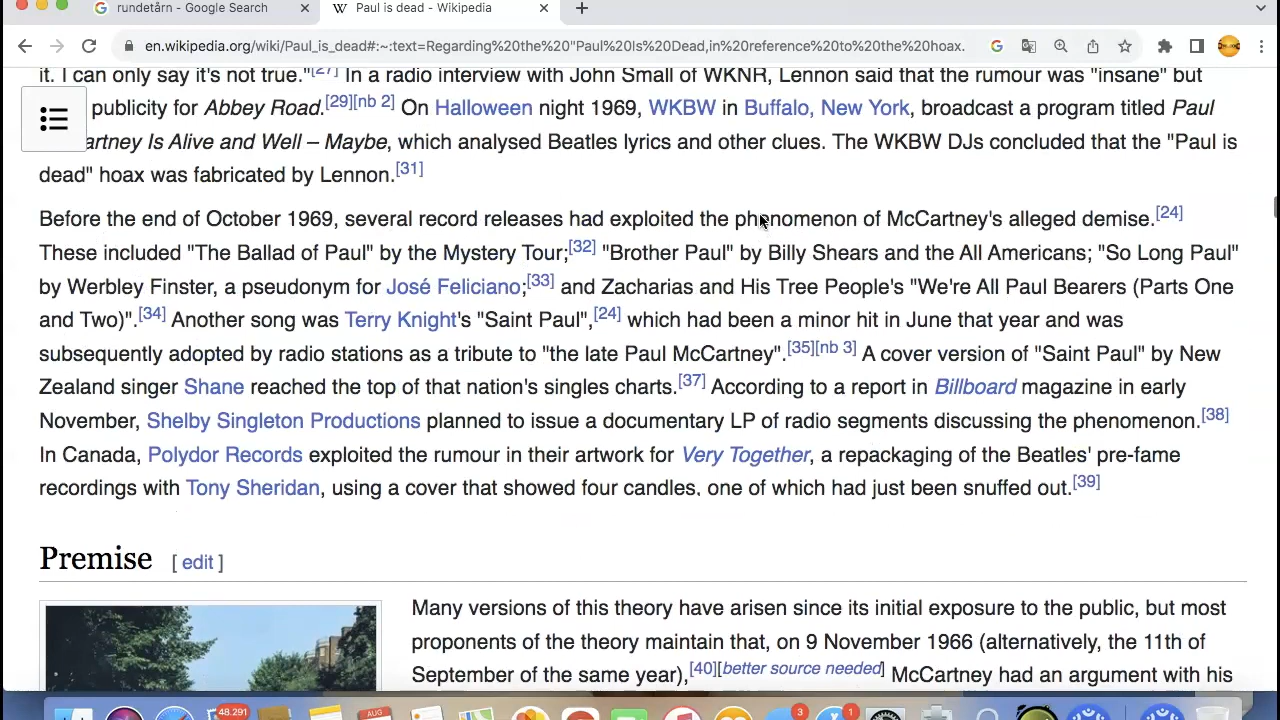 rundetårn - Google Search
Paul is dead - Wikipedia
en.wikipedia.org/wiki/Paul_is_dead#:~:text=Regarding%20the%20"Paul%20Is%20Dead,in%20reference%20to%20the%20hoax.
it. I can only say it's not true."[27] In a radio interview with John Small of WKNR, Lennon said that the rumour was "insane" but
publicity for Abbey Road.[29][nb 2] On Halloween night 1969, WKBW in Buffalo, New York, broadcast a program titled Paul
artney Is Alive and Well – Maybe, which analysed Beatles lyrics and other clues. The WKBW DJs concluded that the "Paul is
dead" hoax was fabricated by Lennon.[31]
Before the end of October 1969, several record releases had exploited the phenomenon of McCartney's alleged demise.[24]
These included "The Ballad of Paul" by the Mystery Tour;[32] "Brother Paul" by Billy Shears and the All Americans; "So Long Paul"
by Werbley Finster, a pseudonym for José Feliciano;[33] and Zacharias and His Tree People's "We're All Paul Bearers (Parts One
and Two)".[34] Another song was Terry Knight's "Saint Paul",[24] which had been a minor hit in June that year and was
subsequently adopted by radio stations as a tribute to "the late Paul McCartney".[35][nb 3] A cover version of "Saint Paul" by New
Zealand singer Shane reached the top of that nation's singles charts.[37] According to a report in Billboard magazine in early
November, Shelby Singleton Productions planned to issue a documentary LP of radio segments discussing the phenomenon.[38]
In Canada, Polydor Records exploited the rumour in their artwork for Very Together, a repackaging of the Beatles' pre-fame
recordings with Tony Sheridan, using a cover that showed four candles, one of which had just been snuffed out.[39]
Premise [ edit ]
Many versions of this theory have arisen since its initial exposure to the public, but most
proponents of the theory maintain that, on 9 November 1966 (alternatively, the 11th of
September of the same year),[40][better source needed] McCartney had an argument with his
48.291
AUG
3
1